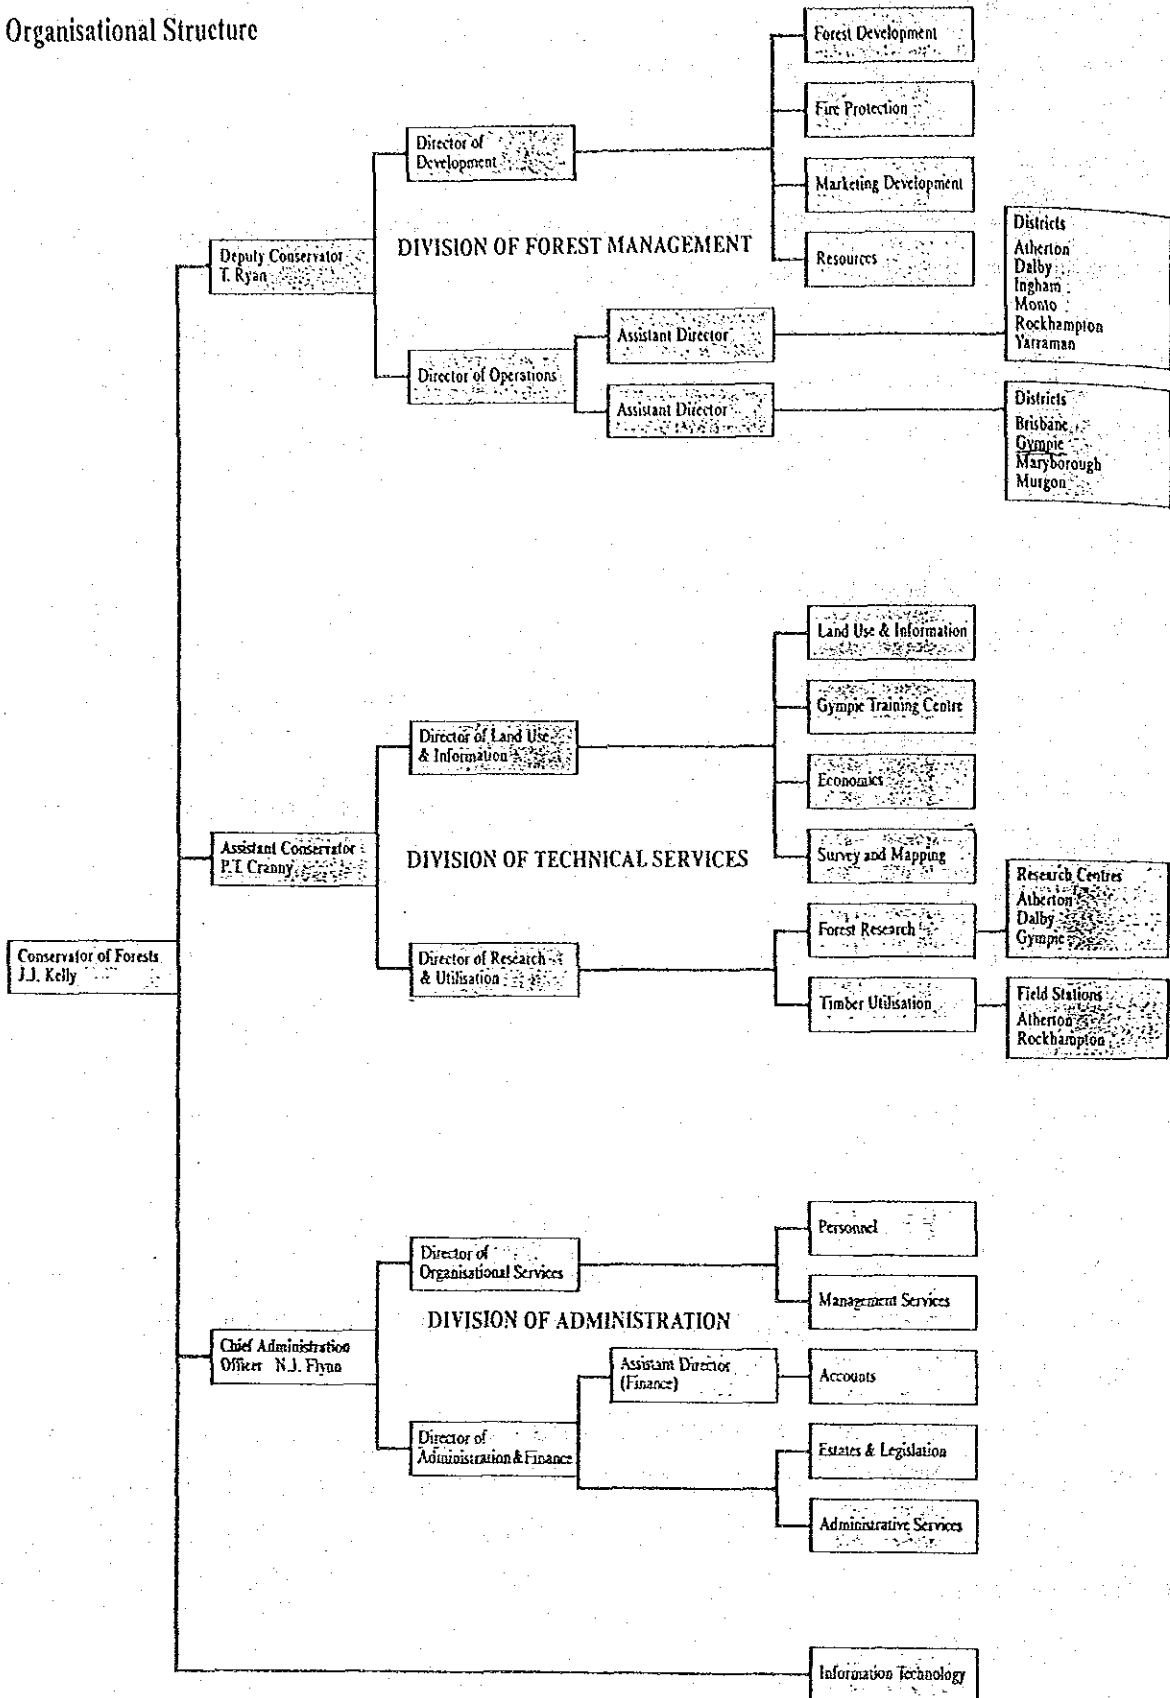 Organisational Structure
Forest Development
Fire Protection
Director of
Development
Marketing Development
DIVISION OF FOREST MANAGEMENT
Deputy Conservator
T. Ryan
Resources
Districts
Atherton
Dalby
Ingham
Monto
Rockhampton
Yarraman
Assistant Director
Director of Operations
Assistant Director
Districts
Brisbane
Gympie
Maryborough
Murgon
Land Use & Information
Gympie Training Centre
Director of Land Use
& Information
Economics
Assistant Conservator
P.T. Cranny
DIVISION OF TECHNICAL SERVICES
Survey and Mapping
Research Centres
Atherton
Dalby
Gympie
Forest Research
Conservator of Forests
J.J. Kelly
Director of Research
& Utilisation
Timber Utilisation
Field Stations
Atherton
Rockhampton
Personnel
Director of
Organisational Services
Management Services
DIVISION OF ADMINISTRATION
Chief Administration
Officer N.J. Flynn
Assistant Director
(Finance)
Accounts
Director of
Administration & Finance
Estates & Legislation
Administrative Services
Information Technology